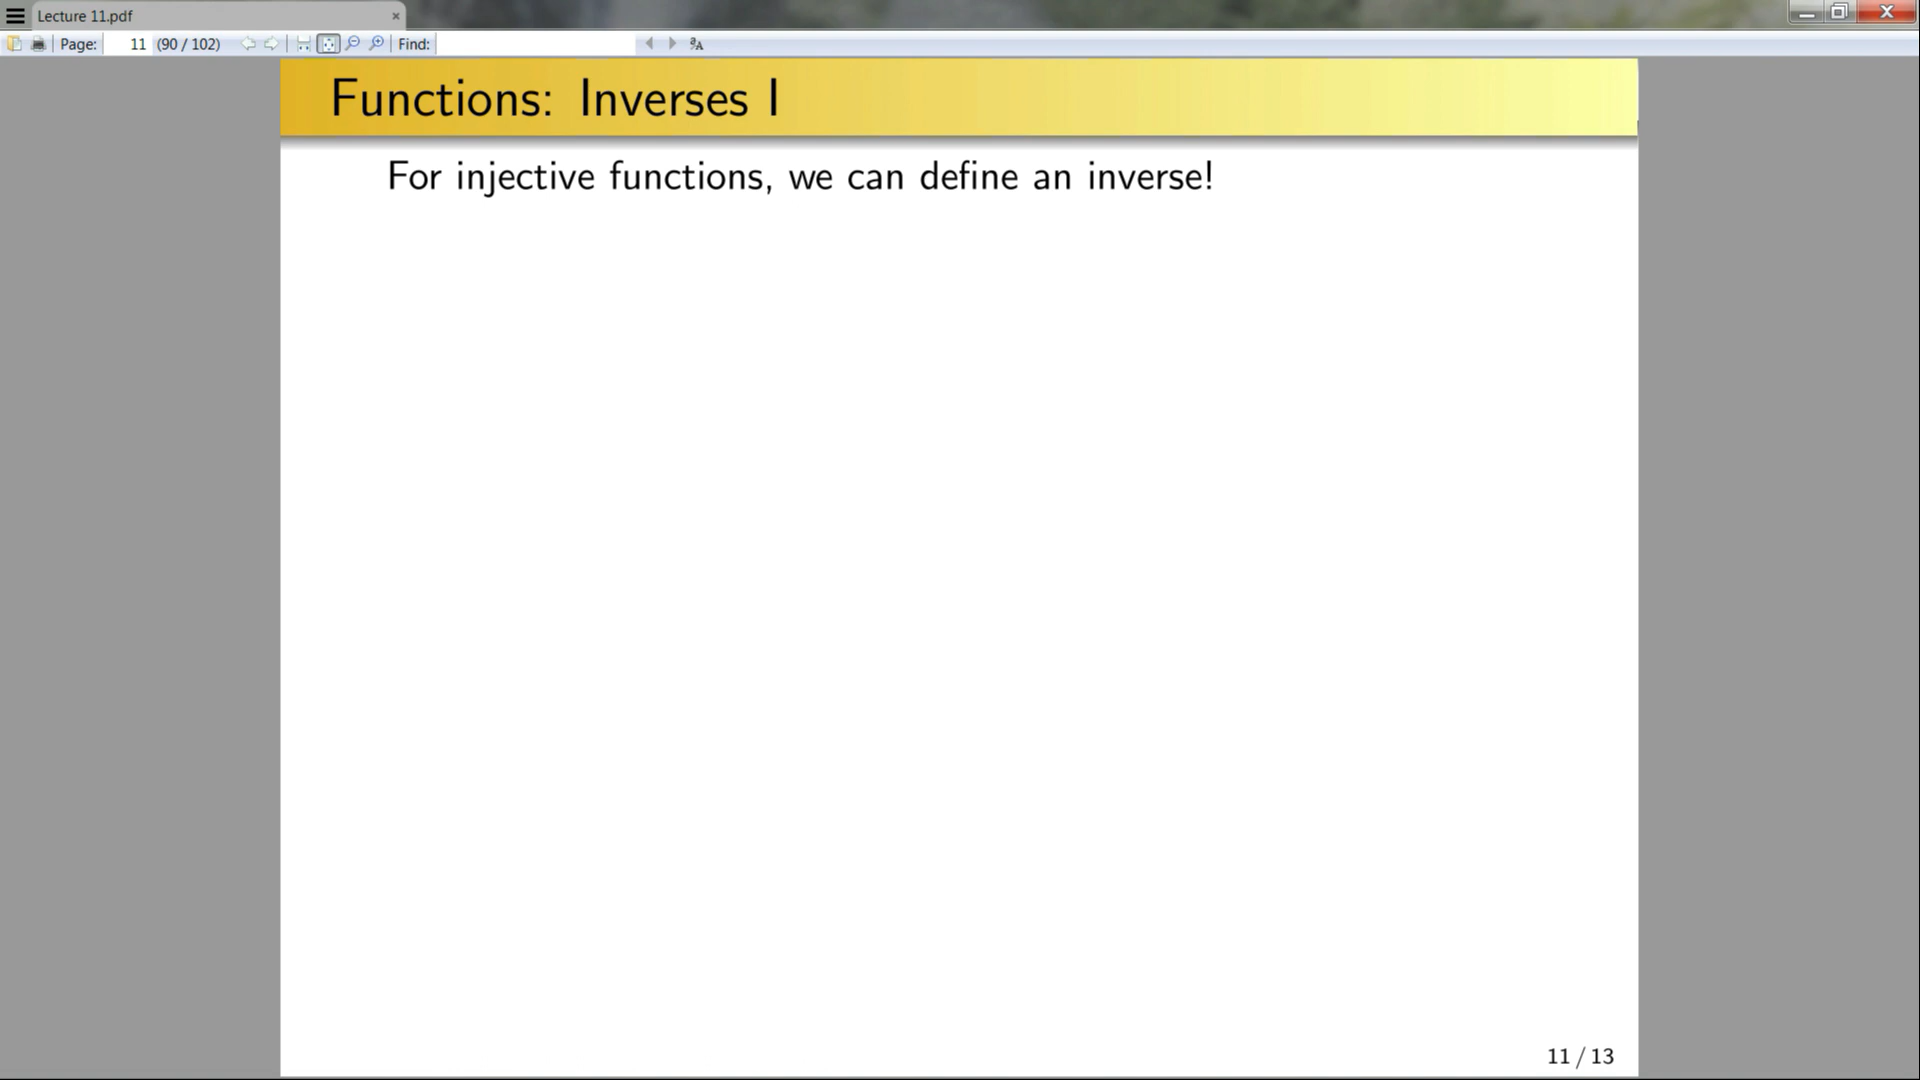 Lecture 11.pdf
Page: 11 (90 / 102) Find:
Functions: Inverses I
For injective functions, we can define an inverse!
11 / 13